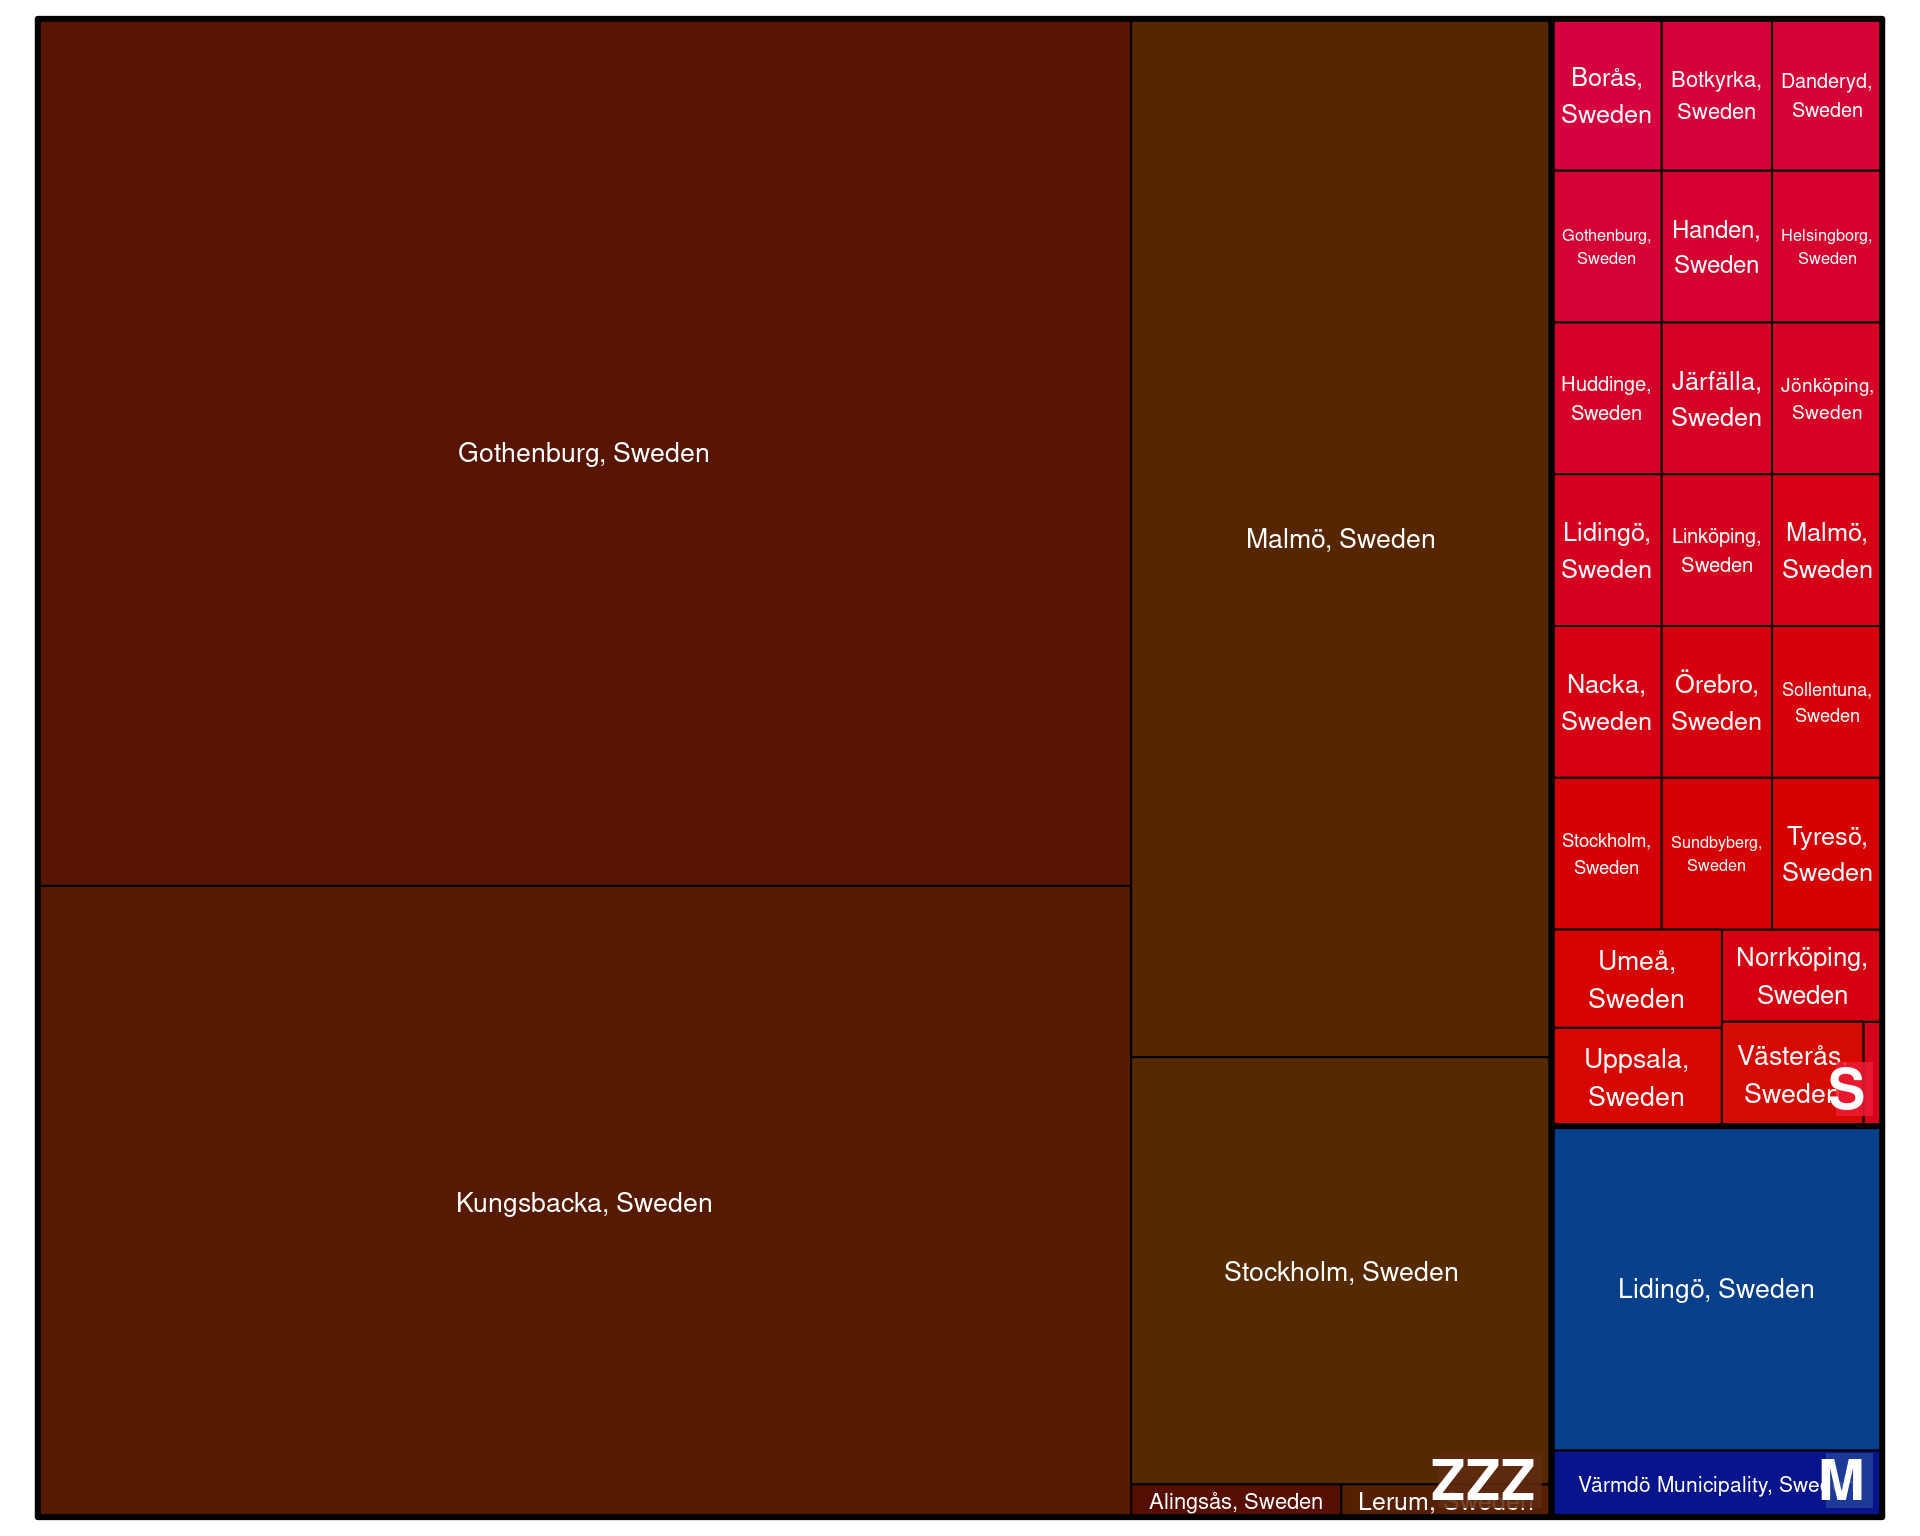 Gothenburg, Sweden
Kungsbacka, Sweden
Malmö, Sweden
Stockholm, Sweden
Alingsås, Sweden
Lerum, Sweden
ZZZ
Borås,
Sweden
Botkyrka,
Sweden
Danderyd,
Sweden
Gothenburg,
Sweden
Handen,
Sweden
Helsingborg,
Sweden
Huddinge,
Sweden
Järfälla,
Sweden
Jönköping,
Sweden
Lidingö,
Sweden
Linköping,
Sweden
Malmö,
Sweden
Nacka,
Sweden
Örebro,
Sweden
Sollentuna,
Sweden
Stockholm,
Sweden
Sundbyberg,
Sweden
Tyresö,
Sweden
Umeå,
Sweden
Norrköping,
Sweden
Uppsala,
Sweden
Västerås,
Sweden
S
Lidingö, Sweden
Värmdö Municipality, Sweden
M